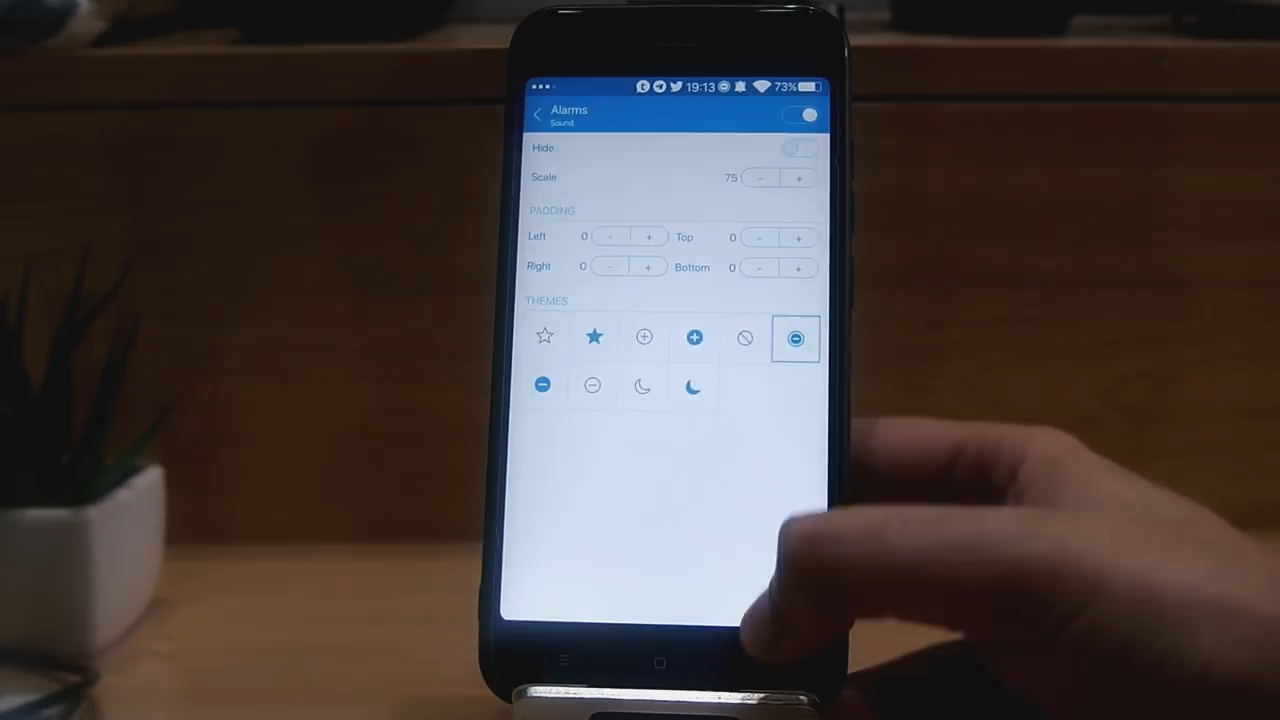 19:13 73%
Alarms
Sound
Hide
Scale 75 - +
PADDING
Left 0 - + Top 0 - +
Right 0 - + Bottom 0 - +
THEMES